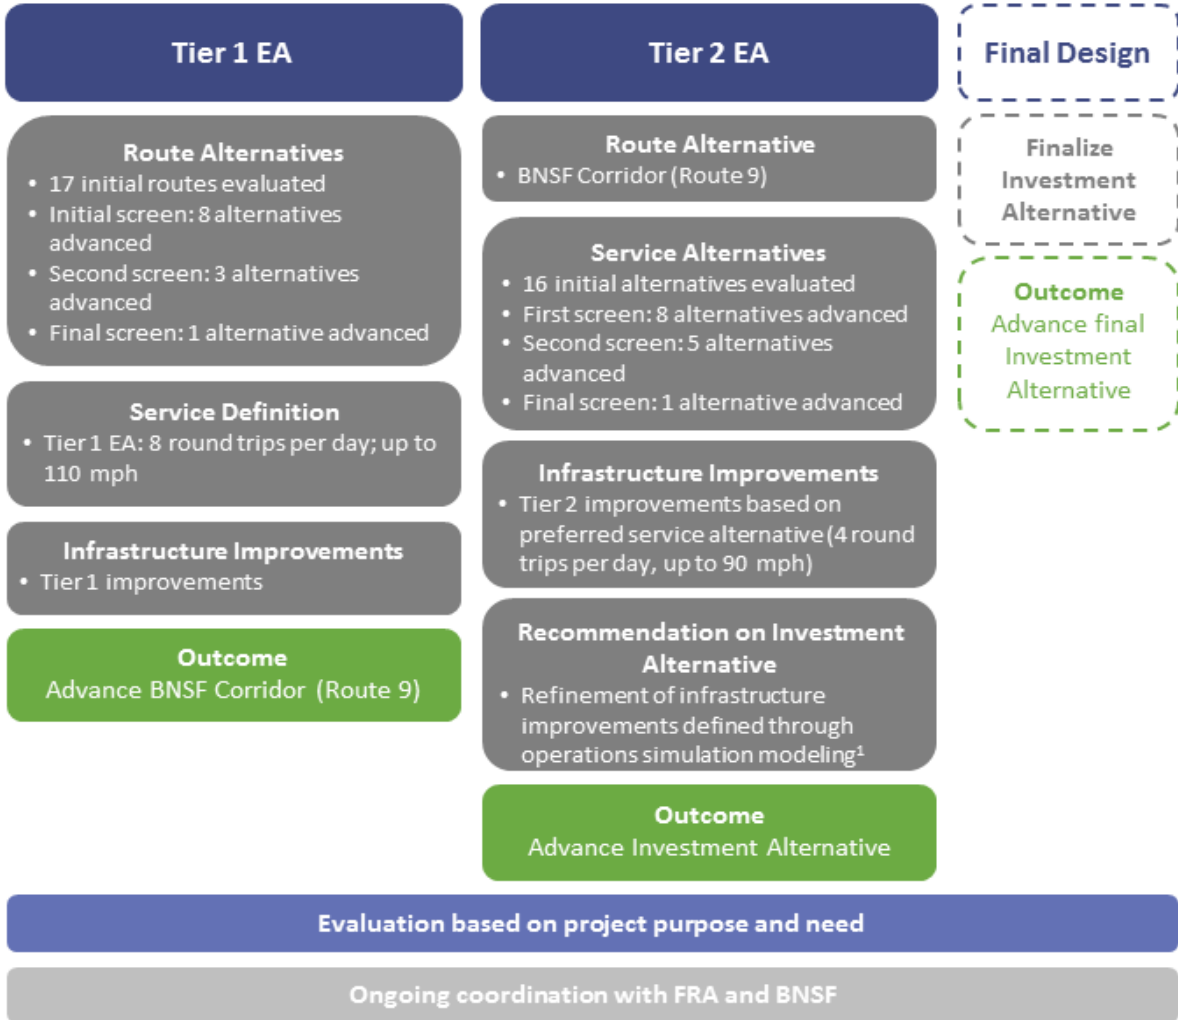 Tier 1 EA
Route Alternatives
• 17 initial routes evaluated
• Initial screen: 8 alternatives
advanced
• Second screen: 3 alternatives
advanced
• Final screen: 1 alternative advanced
Service Definition
• Tier 1 EA: 8 round trips per day; up to
110 mph
Infrastructure Improvements
• Tier 1 improvements
Outcome
Advance BNSF Corridor (Route 9)
Tier 2 EA
Route Alternative
• BNSF Corridor (Route 9)
Service Alternatives
• 16 initial alternatives evaluated
• First screen: 8 alternatives advanced
• Second screen: 5 alternatives
advanced
• Final screen: 1 alternative advanced
Infrastructure Improvements
• Tier 2 improvements based on
preferred service alternative (4 round
trips per day, up to 90 mph)
Recommendation on Investment
Alternative
• Refinement of infrastructure
improvements defined through
operations simulation modeling¹
Outcome
Advance Investment Alternative
Final Design
Finalize
Investment
Alternative
Outcome
Advance final
Investment
Alternative
Evaluation based on project purpose and need
Ongoing coordination with FRA and BNSF